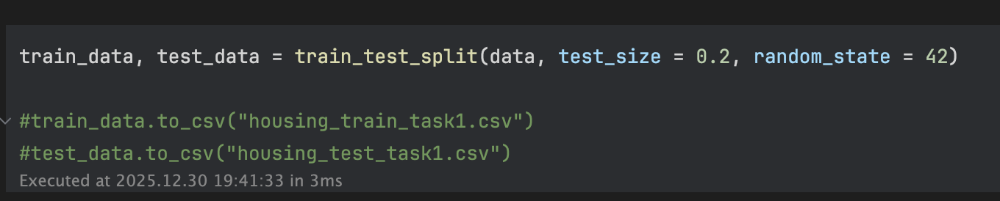 train_data, test_data = train_test_split(data, test_size = 0.2, random_state = 42)
#train_data.to_csv("housing_train_task1.csv")
#test_data.to_csv("housing_test_task1.csv")
Executed at 2025.12.30 19:41:33 in 3ms